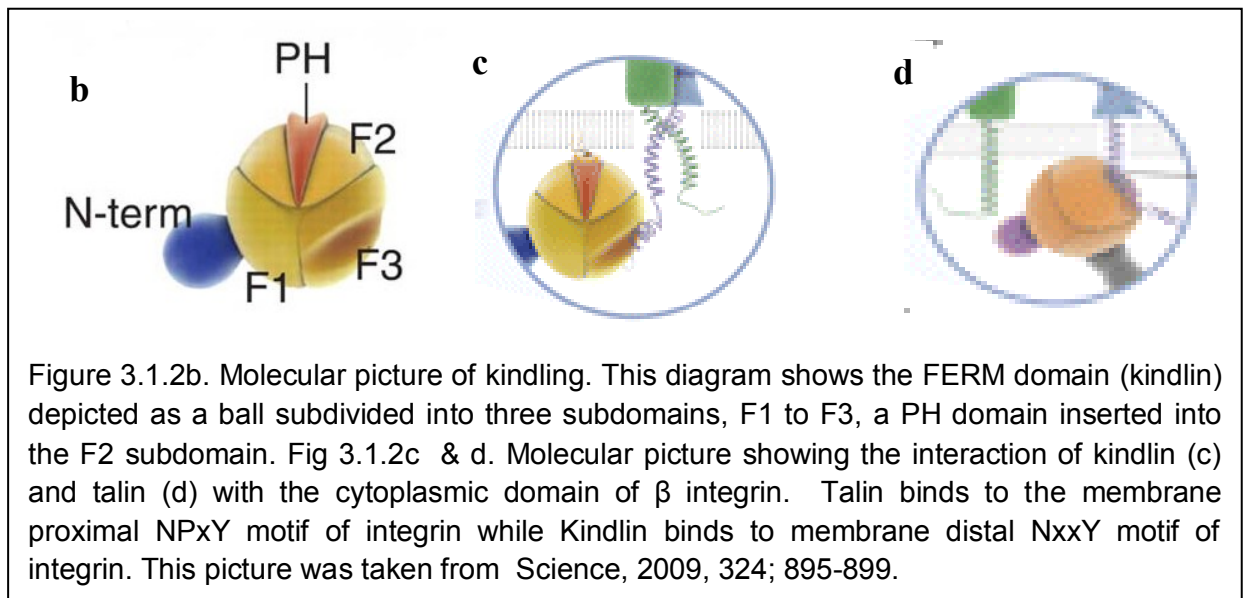 b
PH
F2
N-term
F1
F3
c
d
Figure 3.1.2b. Molecular picture of kindling. This diagram shows the FERM domain (kindlin)
depicted as a ball subdivided into three subdomains, F1 to F3, a PH domain inserted into
the F2 subdomain. Fig 3.1.2c & d. Molecular picture showing the interaction of kindlin (c)
and talin (d) with the cytoplasmic domain of β integrin. Talin binds to the membrane
proximal NPxY motif of integrin while Kindlin binds to membrane distal NxxY motif of
integrin. This picture was taken from Science, 2009, 324; 895-899.